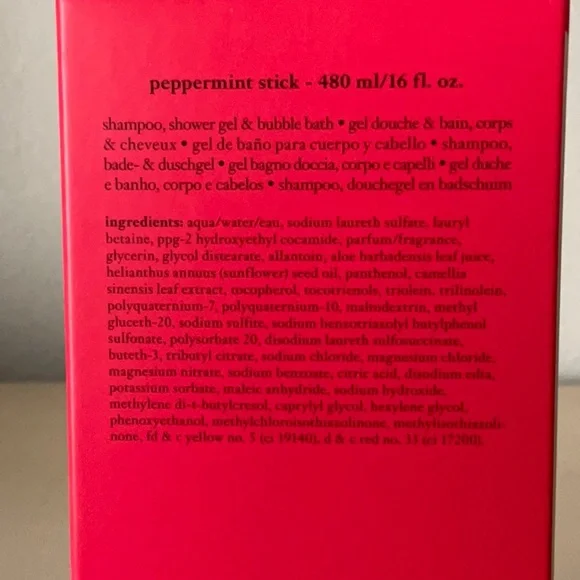 peppermint stick - 480 ml/16 fl. oz.
shampoo, shower gel & bubble bath • gel douche & bain, corps
& cheveux • gel de baño para cuerpo y cabello • shampoo,
bade- & duschgel • gel bagno doccia, corpo e capelli • gel duche
e banho, corpo e cabelos • shampoo, douchegel en badschuim
ingredients: aqua/water/eau, sodium laureth sulfate, lauryl
betaine, ppg-2 hydroxyethyl cocamide, parfum/fragrance,
glycerin, glycol distearate, allantoin, aloe barbadensis leaf juice,
helianthus annuus (sunflower) seed oil, panthenol, camellia
sinensis leaf extract, tocopherol, tocotrienols, triolein, trilinolein,
polyquaternium-7, polyquaternium-10, maltodextrin, methyl
gluceth-20, sodium sulfite, sodium benzotriazolyl butylphenol
sulfonate, polysorbate 20, disodium laureth sulfosuccinate,
buteth-3, tributyl citrate, sodium chloride, magnesium chloride,
magnesium nitrate, sodium benzoate, citric acid, disodium edta,
potassium sorbate, maleic anhydride, sodium hydroxide,
methylene di-t-butylcresol, caprylyl glycol, hexylene glycol,
phenoxyethanol, methylchloroisothiazolinone, methylisothiazoli-
none, fd & c yellow no. 5 (ci 19140), d & c red no. 33 (ci 17200).